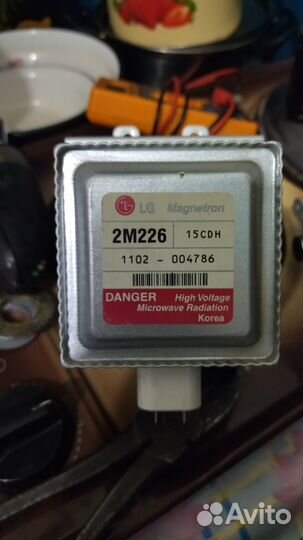 LG Magnetron
2M226 15CDH
1102 - 004786
DANGER High Voltage
Microwave Radiation
Korea
Avito